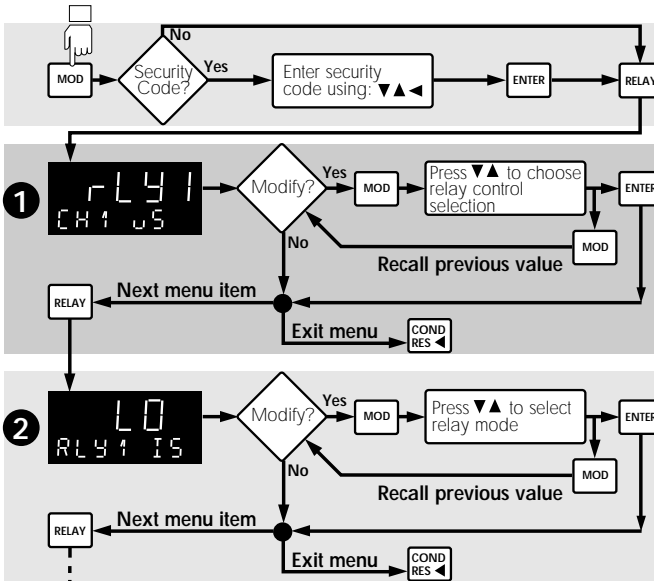 No
MOD
Security
Code?
Yes
Enter security
code using: ▼▲◄
ENTER
RELAY
1
rLY1
CH1 uS
Modify?
Yes
MOD
Press ▼▲ to choose
relay control
selection
ENTER
No
MOD
Recall previous value
RELAY
Next menu item
Exit menu
COND
RES ◄
2
LO
RLY1 IS
Modify?
Yes
MOD
Press ▼▲ to select
relay mode
ENTER
No
MOD
Recall previous value
RELAY
Next menu item
Exit menu
COND
RES ◄